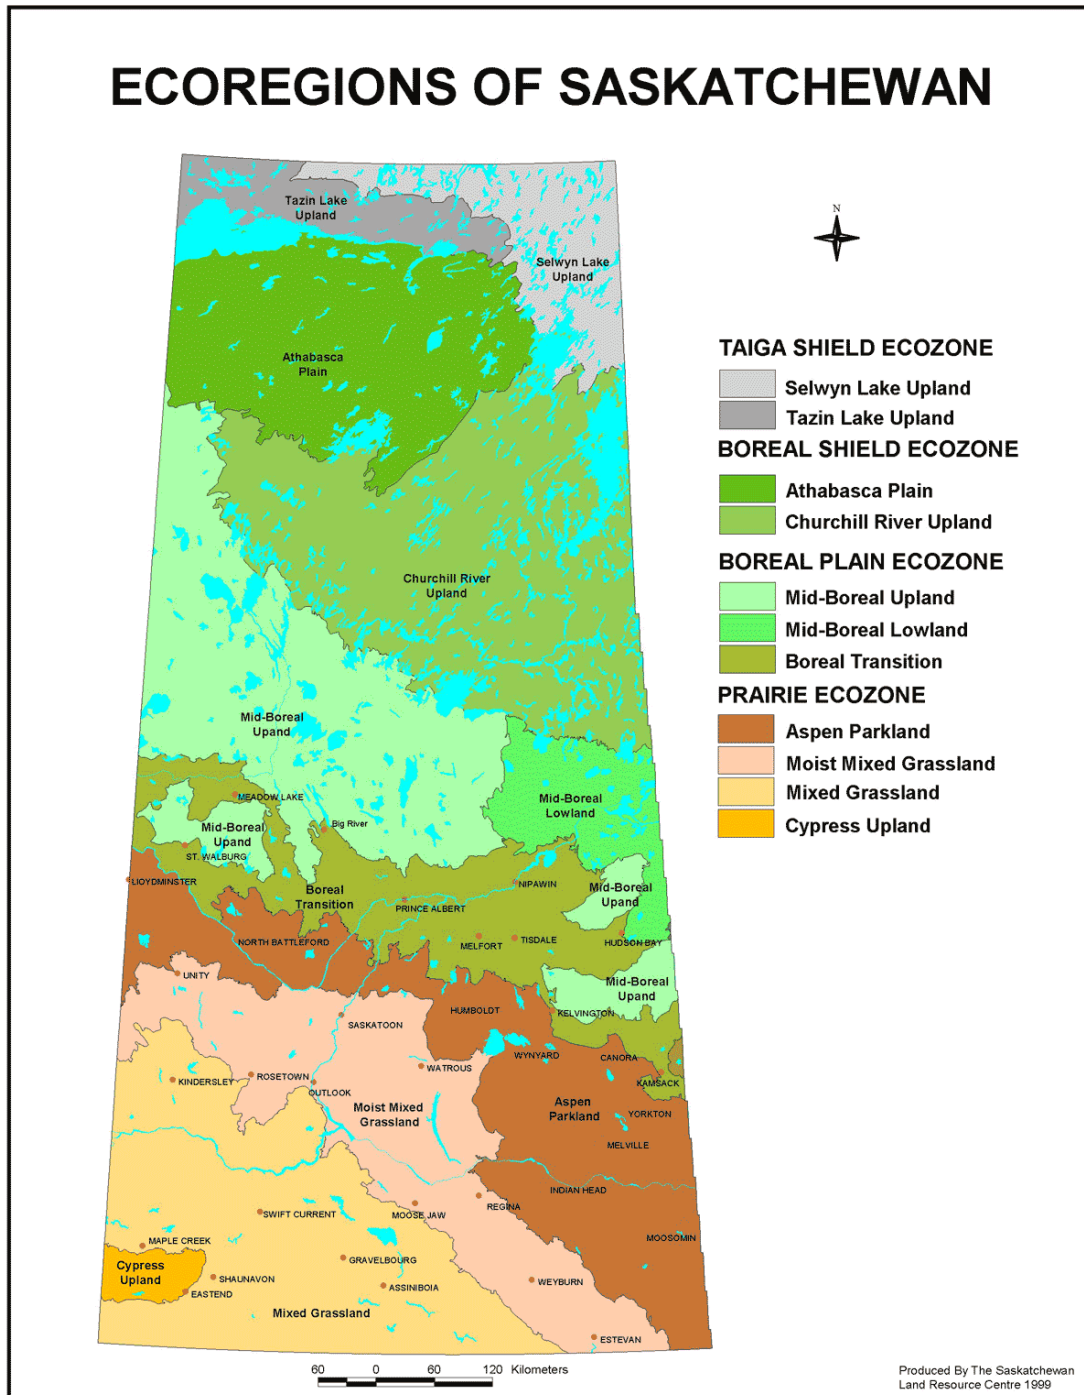 ECOREGIONS OF SASKATCHEWAN
Tazin Lake
Upland
N
Selwyn Lake
Upland
Athabasca
Plain
TAIGA SHIELD ECOZONE
Selwyn Lake Upland
Tazin Lake Upland
BOREAL SHIELD ECOZONE
Athabasca Plain
Churchill River Upland
BOREAL PLAIN ECOZONE
Mid-Boreal Upland
Mid-Boreal Lowland
Boreal Transition
PRAIRIE ECOZONE
Aspen Parkland
Moist Mixed Grassland
Mixed Grassland
Cypress Upland
Churchill River
Upland
Mid-Boreal
Upand
MEADOW LAKE
Mid-Boreal
Lowland
Mid-Boreal
Upand
Big River
ST. WALBURG
LlOYDMINSTER
Boreal
Transition
NIPAWIN
Mid-Boreal
Upand
PRINCE ALBERT
NORTH BATTLEFORD
MELFORT
TISDALE
HUDSON BAY
UNITY
Mid-Boreal
Upand
HUMBOLDT
KELVINGTON
SASKATOON
WYNYARD
CANORA
KINDERSLEY
ROSETOWN
WATROUS
OUTLOOK
KAMSACK
Moist Mixed
Grassland
Aspen
Parkland
YORKTON
MELVILLE
INDIAN HEAD
SWIFT CURRENT
MOOSE JAW
REGINA
MOOSOMIN
MAPLE CREEK
Cypress
Upland
GRAVELBOURG
SHAUNAVON
ASSINIBOIA
WEYBURN
EASTEND
Mixed Grassland
ESTEVAN
60 0 60 120 Kilometers
Produced By The Saskatchewan
Land Resource Centre 1999